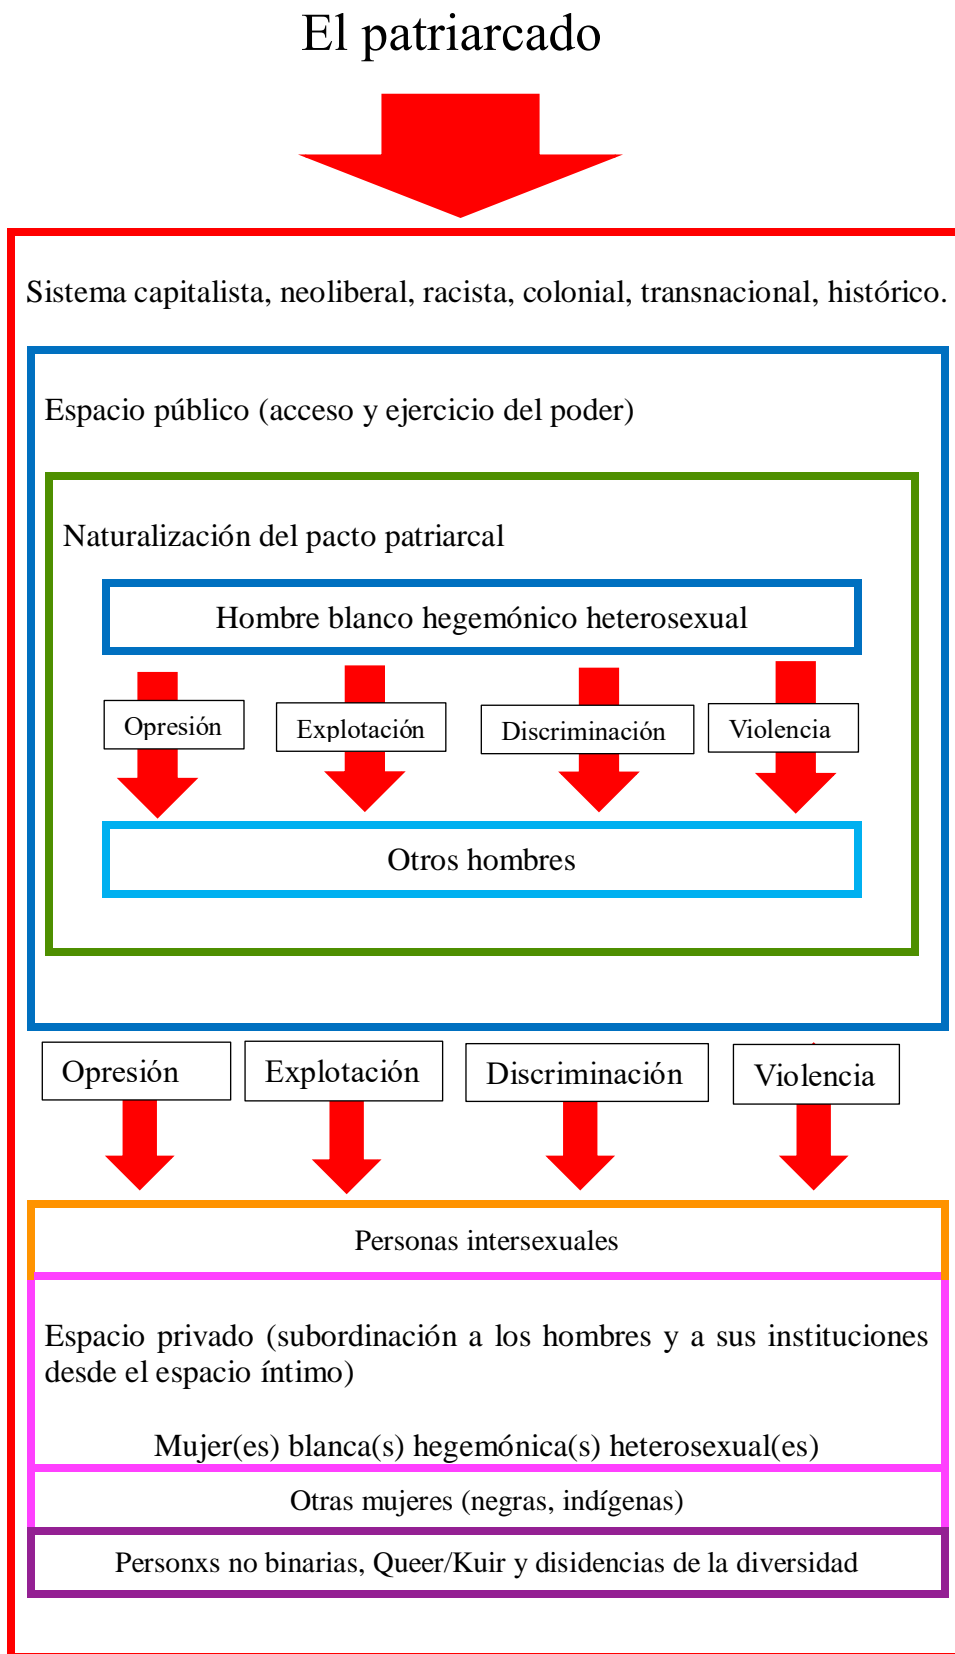 El patriarcado
Sistema capitalista, neoliberal, racista, colonial, transnacional, histórico.
Espacio público (acceso y ejercicio del poder)
Naturalización del pacto patriarcal
Hombre blanco hegemónico heterosexual
Opresión
Explotación
Discriminación
Violencia
Otros hombres
Opresión
Explotación
Discriminación
Violencia
Personas intersexuales
Espacio privado (subordinación a los hombres y a sus instituciones
desde el espacio íntimo)
Mujer(es) blanca(s) hegemónica(s) heterosexual(es)
Otras mujeres (negras, indígenas)
Personxs no binarias, Queer/Kuir y disidencias de la diversidad